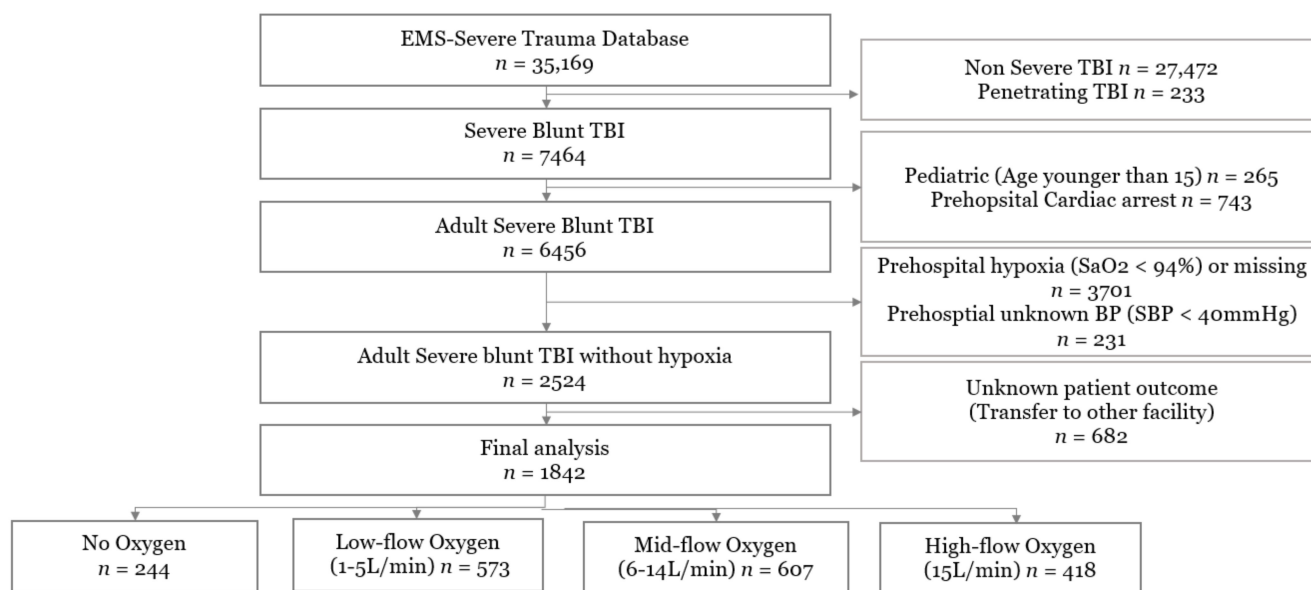 EMS-Severe Trauma Database
n = 35,169
Non Severe TBI n = 27,472
Penetrating TBI n = 233
Severe Blunt TBI
n = 7464
Pediatric (Age younger than 15) n = 265
Prehopsital Cardiac arrest n = 743
Adult Severe Blunt TBI
n = 6456
Prehospital hypoxia (SaO2 < 94%) or missing
n = 3701
Prehosptial unknown BP (SBP < 40mmHg)
n = 231
Adult Severe blunt TBI without hypoxia
n = 2524
Unknown patient outcome
(Transfer to other facility)
n = 682
Final analysis
n = 1842
No Oxygen
n = 244
Low-flow Oxygen
(1-5L/min) n = 573
Mid-flow Oxygen
(6-14L/min) n = 607
High-flow Oxygen
(15L/min) n = 418